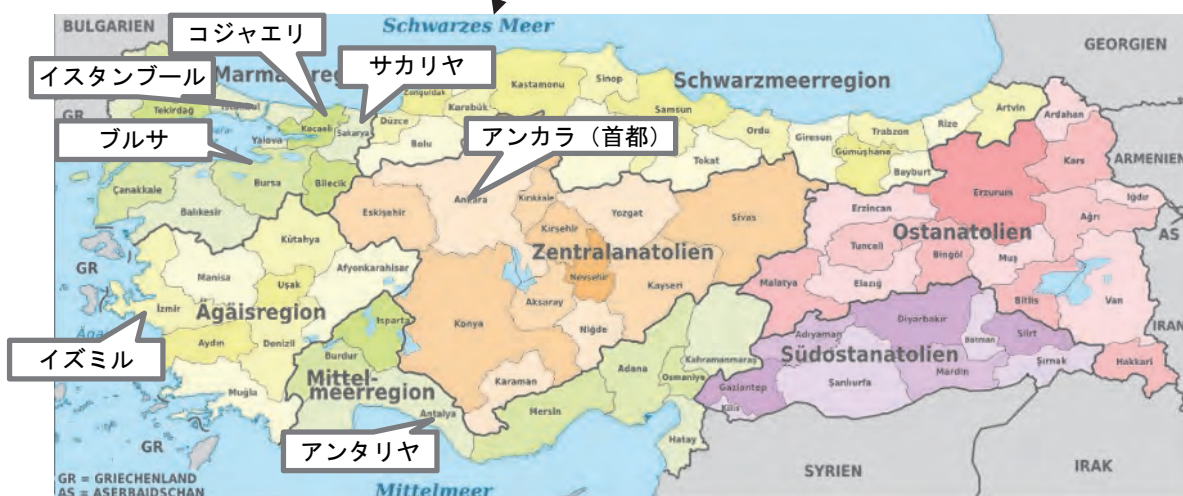 BULGARIEN
Schwarzes Meer
GEORGIEN
コジャエリ
サカリヤ
イスタンブール
ブルサ
アンカラ（首都）
イズミル
アンタリヤ
Schwarzmeerregion
Kastamonu
Sinop
Samsun
Zonguldak
Karabük
Düzce
Bolu
Tokat
Ordu
Giresun
Trabzon
Gümüşhane
Rize
Bayburt
Artvin
Ardahan
Kars
ARMENIEN
Iğdır
AS
GR
Tekirdağ
Yalova
Kocaeli
Sakarya
Çanakkale
Balıkesir
Bursa
Bilecik
Eskişehir
Ankara
Kırıkkale
Kırşehir
Yozgat
Sivas
Erzincan
Erzurum
Ağrı
Ostanatolien
Tunceli
Bingöl
Muş
Elazığ
Malatya
Bitlis
Van
IRAN
Hakkari
Zentralanatolien
Nevşehir
Kayseri
Aksaray
Niğde
Konya
Karaman
GR
Kütahya
Manisa
Uşak
Afyonkarahisar
İzmir
Ägäisregion
Aydın
Denizli
Muğla
Isparta
Burdur
Mittel-
meerregion
Antalya
Mersin
Adana
Osmaniye
Kahramanmaraş
Hatay
Südostanatolien
Adıyaman
Diyarbakır
Batman
Siirt
Şırnak
Mardin
Şanlıurfa
Gaziantep
Kilis
GR
SYRIEN
IRAK
Mittelmeer
GR = GRIECHENLAND
AS = ASERBAIDSCHAN